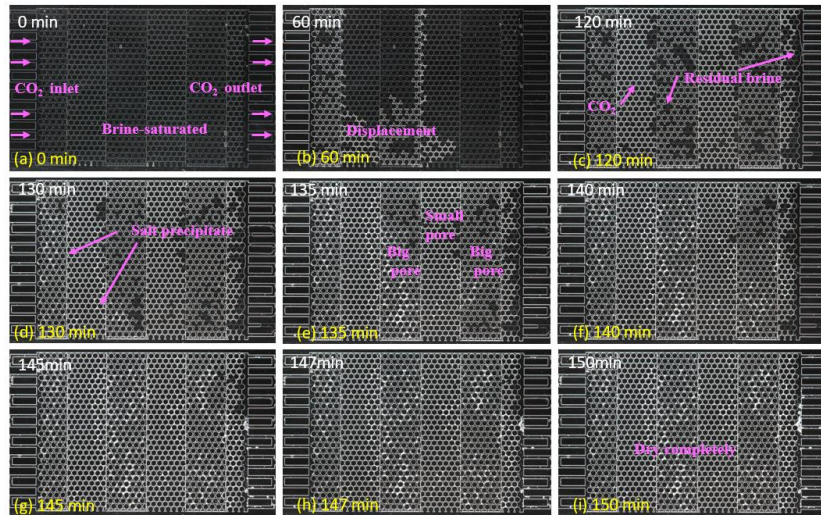 0 min
CO₂ inlet
CO₂ outlet
Brine-saturated
(a) 0 min
60 min
Displacement
(b) 60 min
120 min
Residual brine
CO₂
(c) 120 min
130 min
Salt precipitate
(d) 130 min
135 min
Small
pore
Big
pore
Big
pore
(e) 135 min
140 min
(f) 140 min
145min
(g) 145 min
147min
(h) 147 min
150min
Dry completely
(i) 150 min